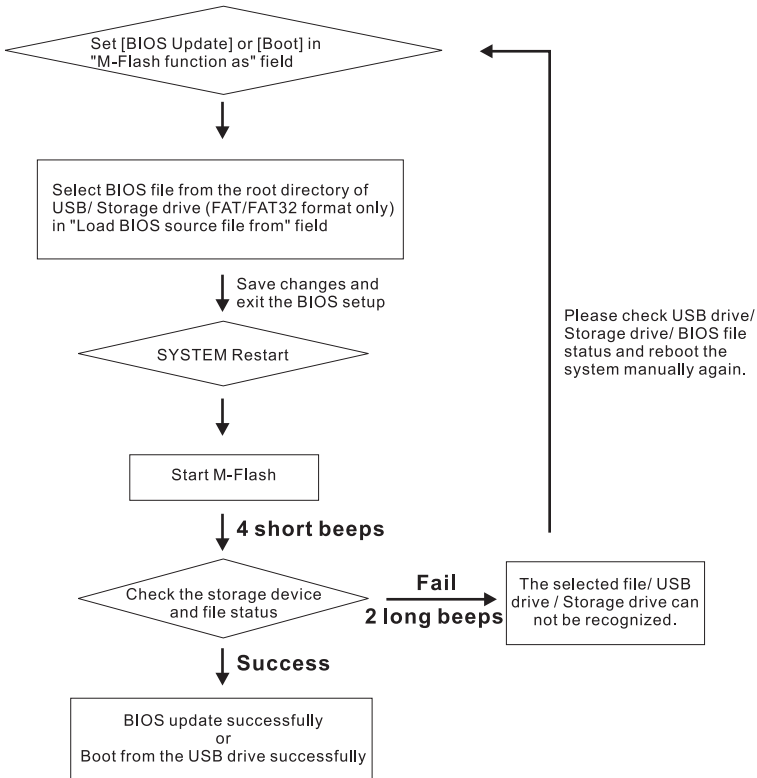 Set [BIOS Update] or [Boot] in
"M-Flash function as" field
Select BIOS file from the root directory of
USB/ Storage drive (FAT/FAT32 format only)
in "Load BIOS source file from" field
Save changes and
exit the BIOS setup
SYSTEM Restart
Start M-Flash
4 short beeps
Check the storage device
and file status
Fail
2 long beeps
The selected file/ USB
drive / Storage drive can
not be recognized.
Please check USB drive/
Storage drive/ BIOS file
status and reboot the
system manually again.
Success
BIOS update successfully
or
Boot from the USB drive successfully